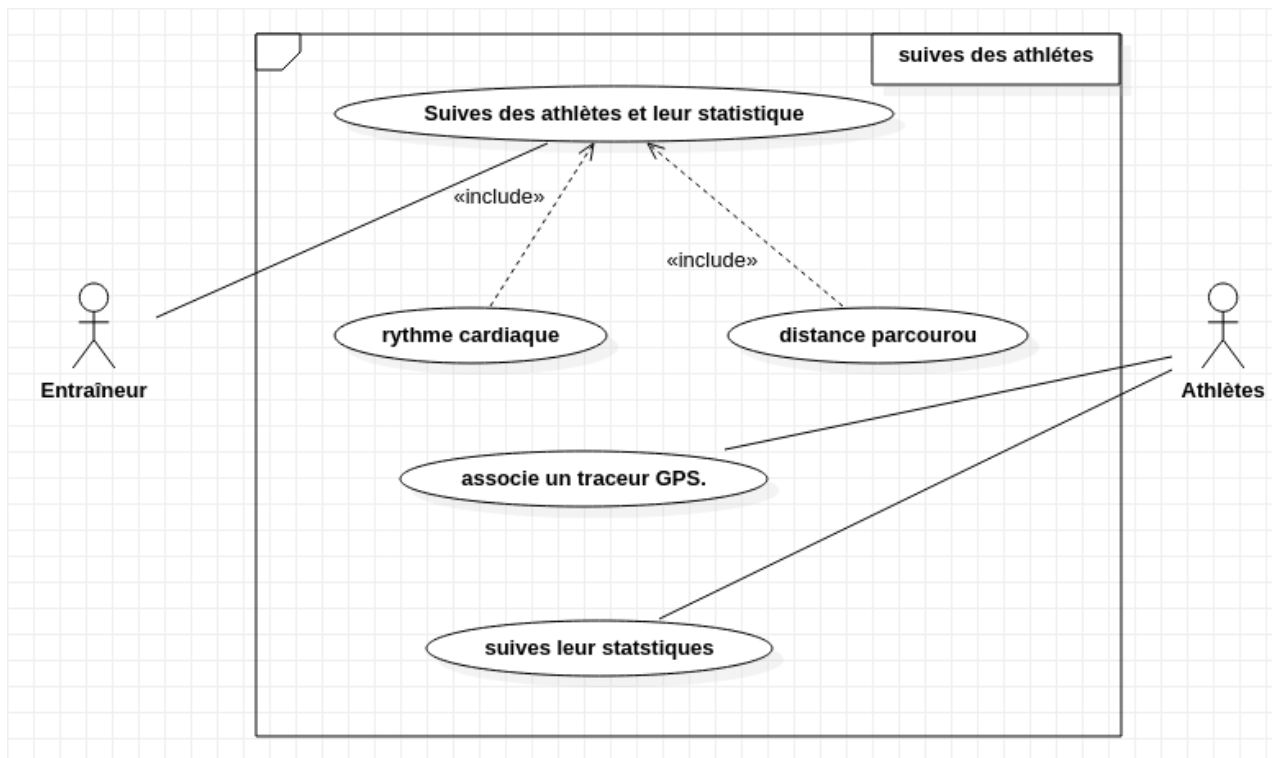 suives des athlétes
Suives des athlètes et leur statistique
«include»
«include»
rythme cardiaque
distance parcourou
Entraîneur
Athlètes
associe un traceur GPS.
suives leur statstiques